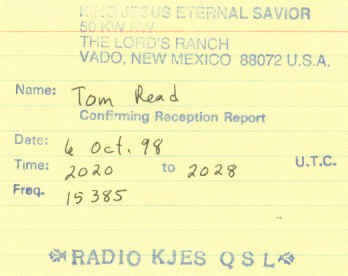 KING JESUS ETERNAL SAVIOR
50 KW
THE LORD'S RANCH
VADO, NEW MEXICO 88072 U.S.A.
Name: Tom Read
Confirming Reception Report
Date: 6 Oct. 98
Time: 2020 to 2028 U.T.C.
Freq. 15385
RADIO KJES QSL